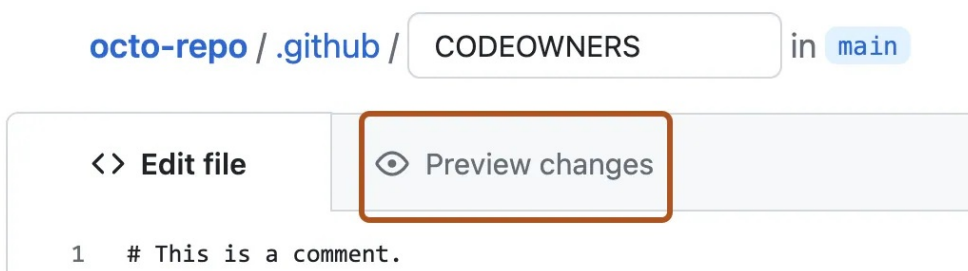 octo-repo / .github / CODEOWNERS in main
<> Edit file Preview changes
1 # This is a comment.